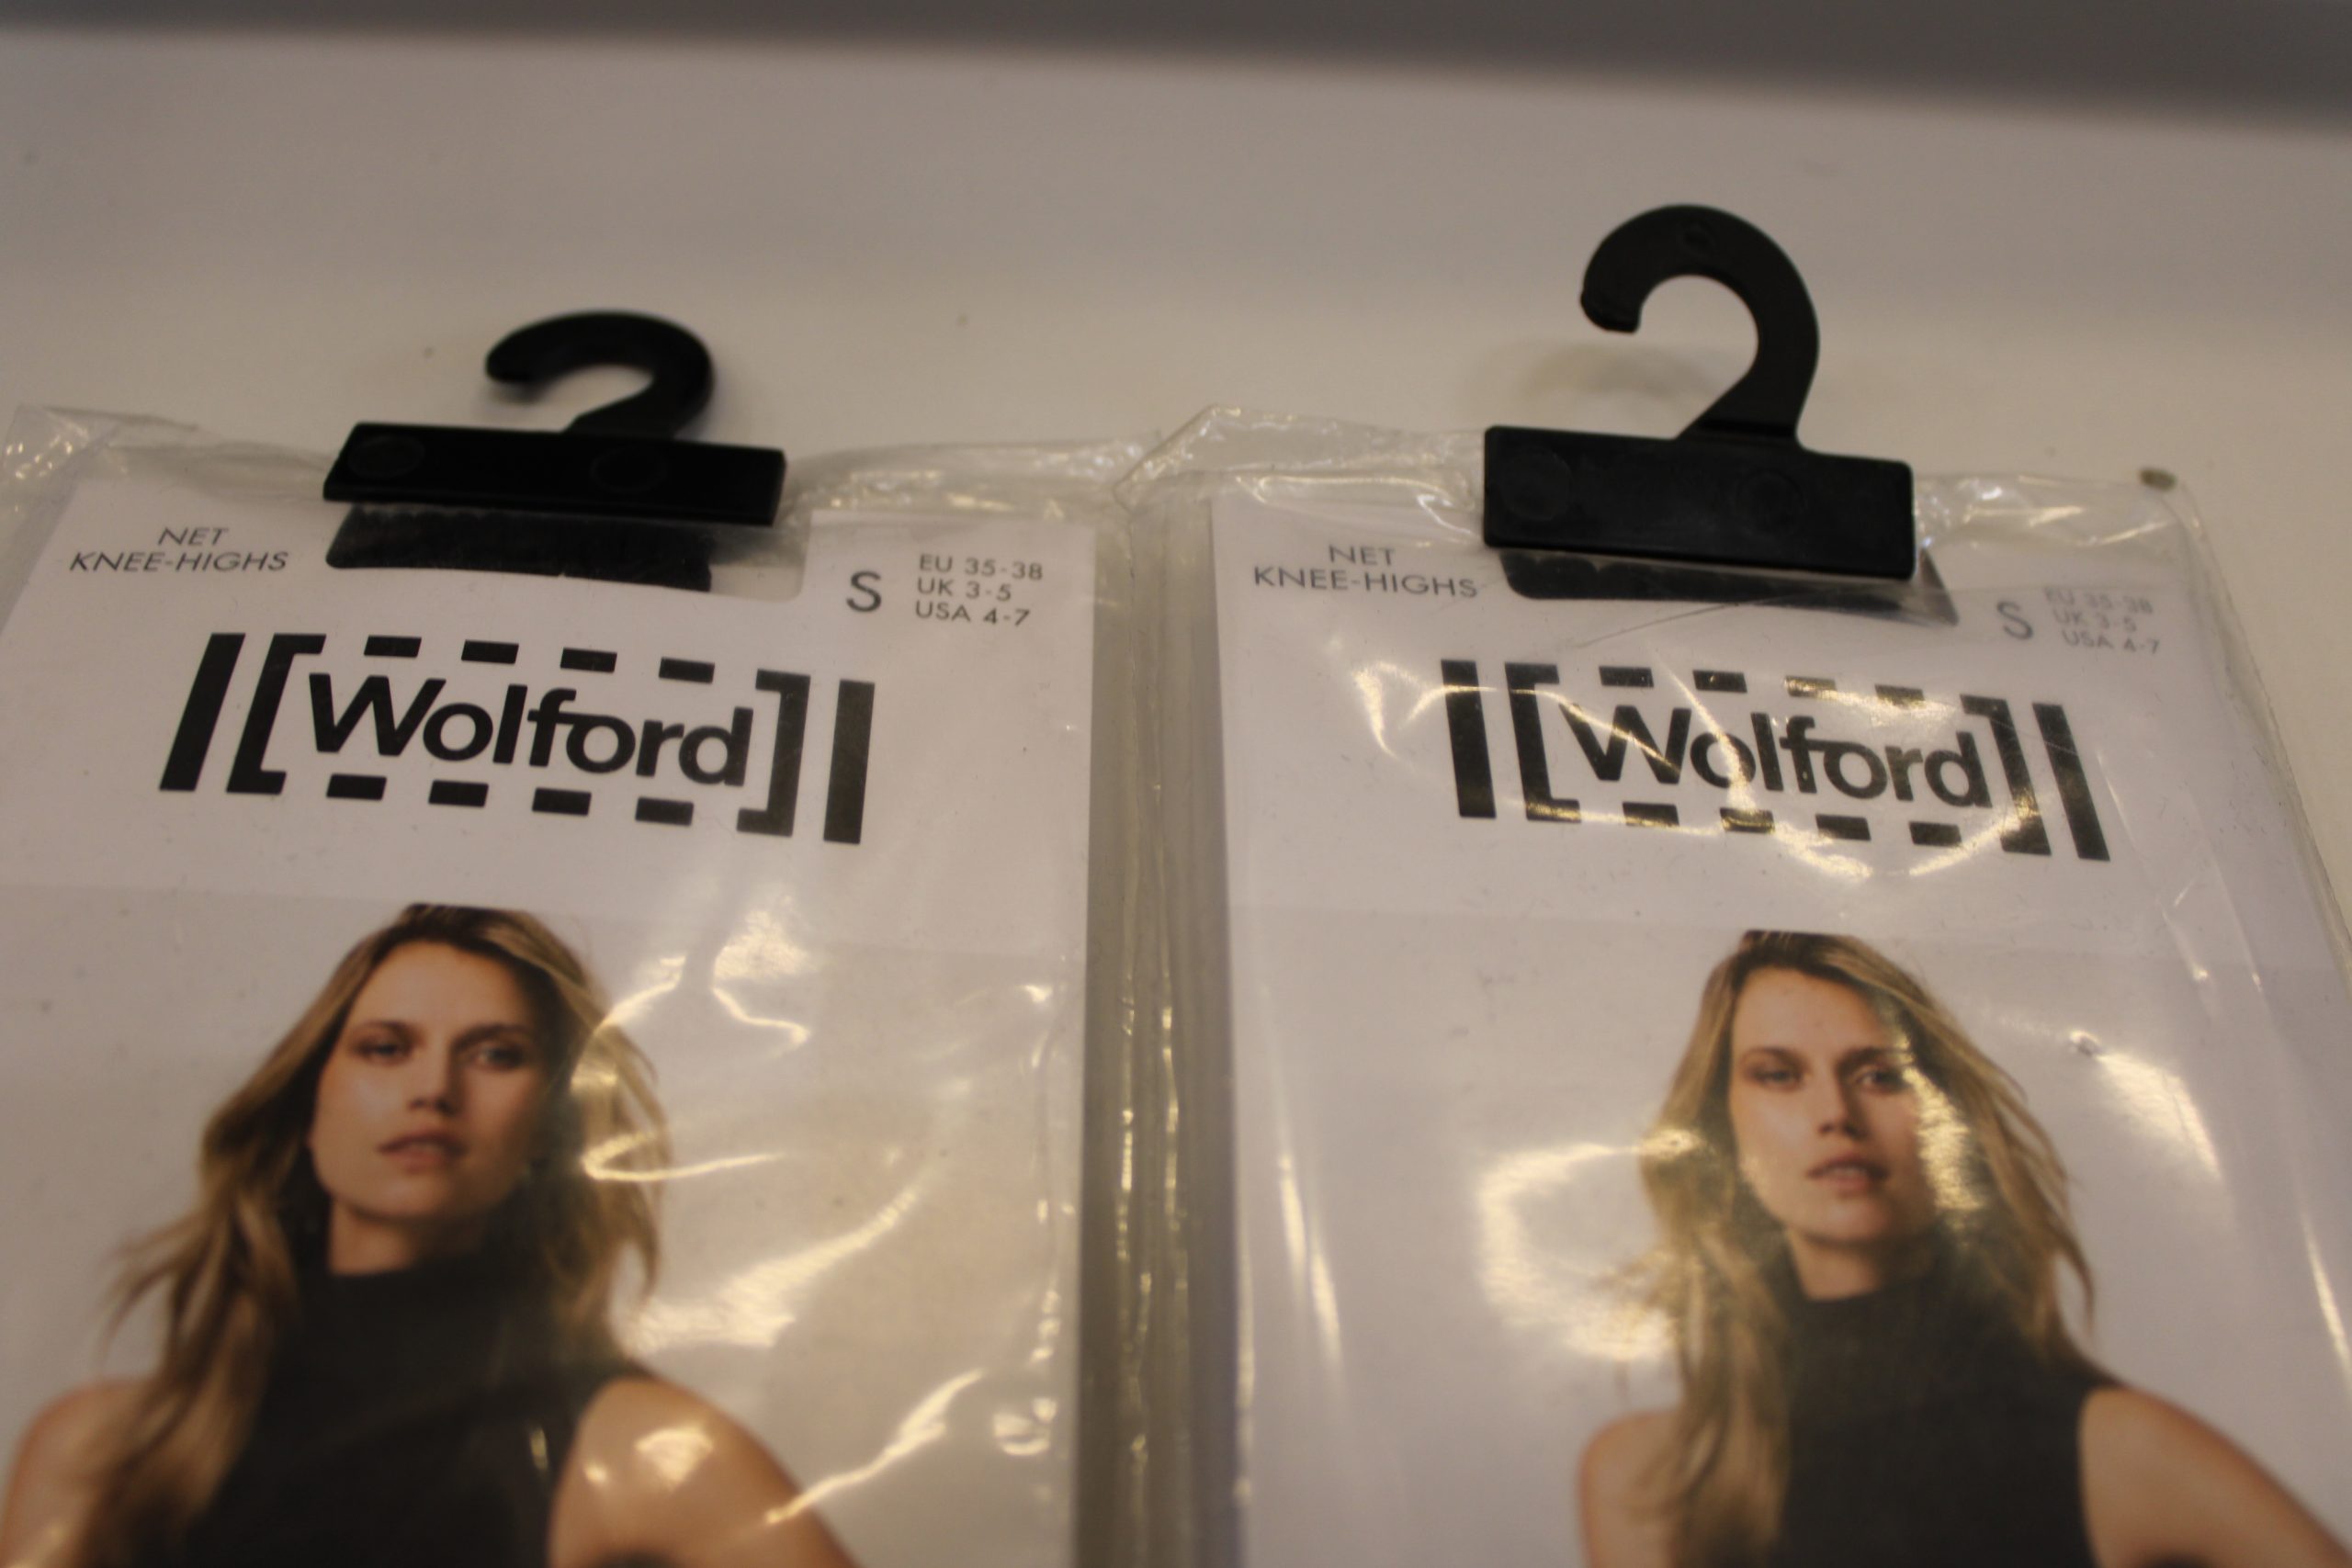 NET
KNEE-HIGHS
S
EU 35-38
UK 3-5
USA 4-7
Wolford
NET
KNEE-HIGHS
S
EU 35-38
UK 3-5
USA 4-7
Wolford